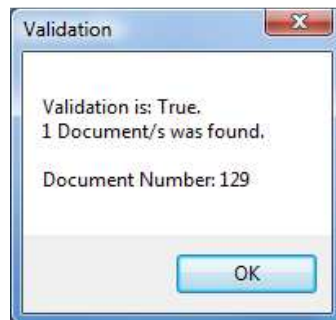 Validation
Validation is: True.
1 Document/s was found.
Document Number: 129
OK